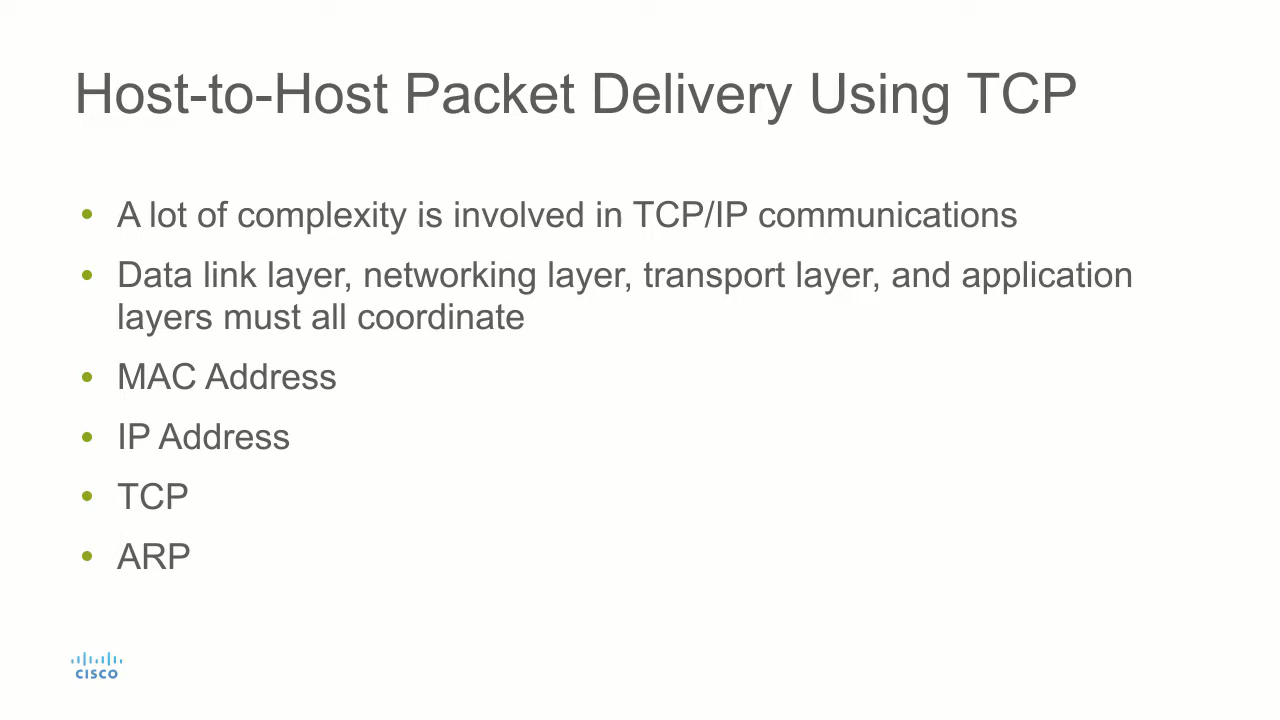 Host-to-Host Packet Delivery Using TCP
• A lot of complexity is involved in TCP/IP communications
• Data link layer, networking layer, transport layer, and application
layers must all coordinate
• MAC Address
• IP Address
• TCP
• ARP
CISCO